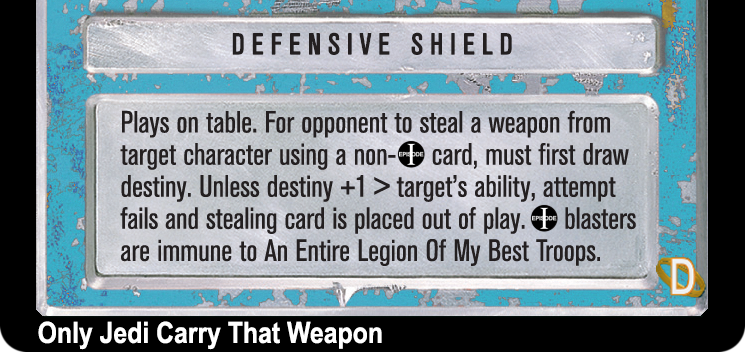 DEFENSIVE SHIELD
Plays on table. For opponent to steal a weapon from
target character using a non-EPISODE I card, must first draw
destiny. Unless destiny +1 > target's ability, attempt
fails and stealing card is placed out of play. EPISODE I blasters
are immune to An Entire Legion Of My Best Troops.
D
Only Jedi Carry That Weapon